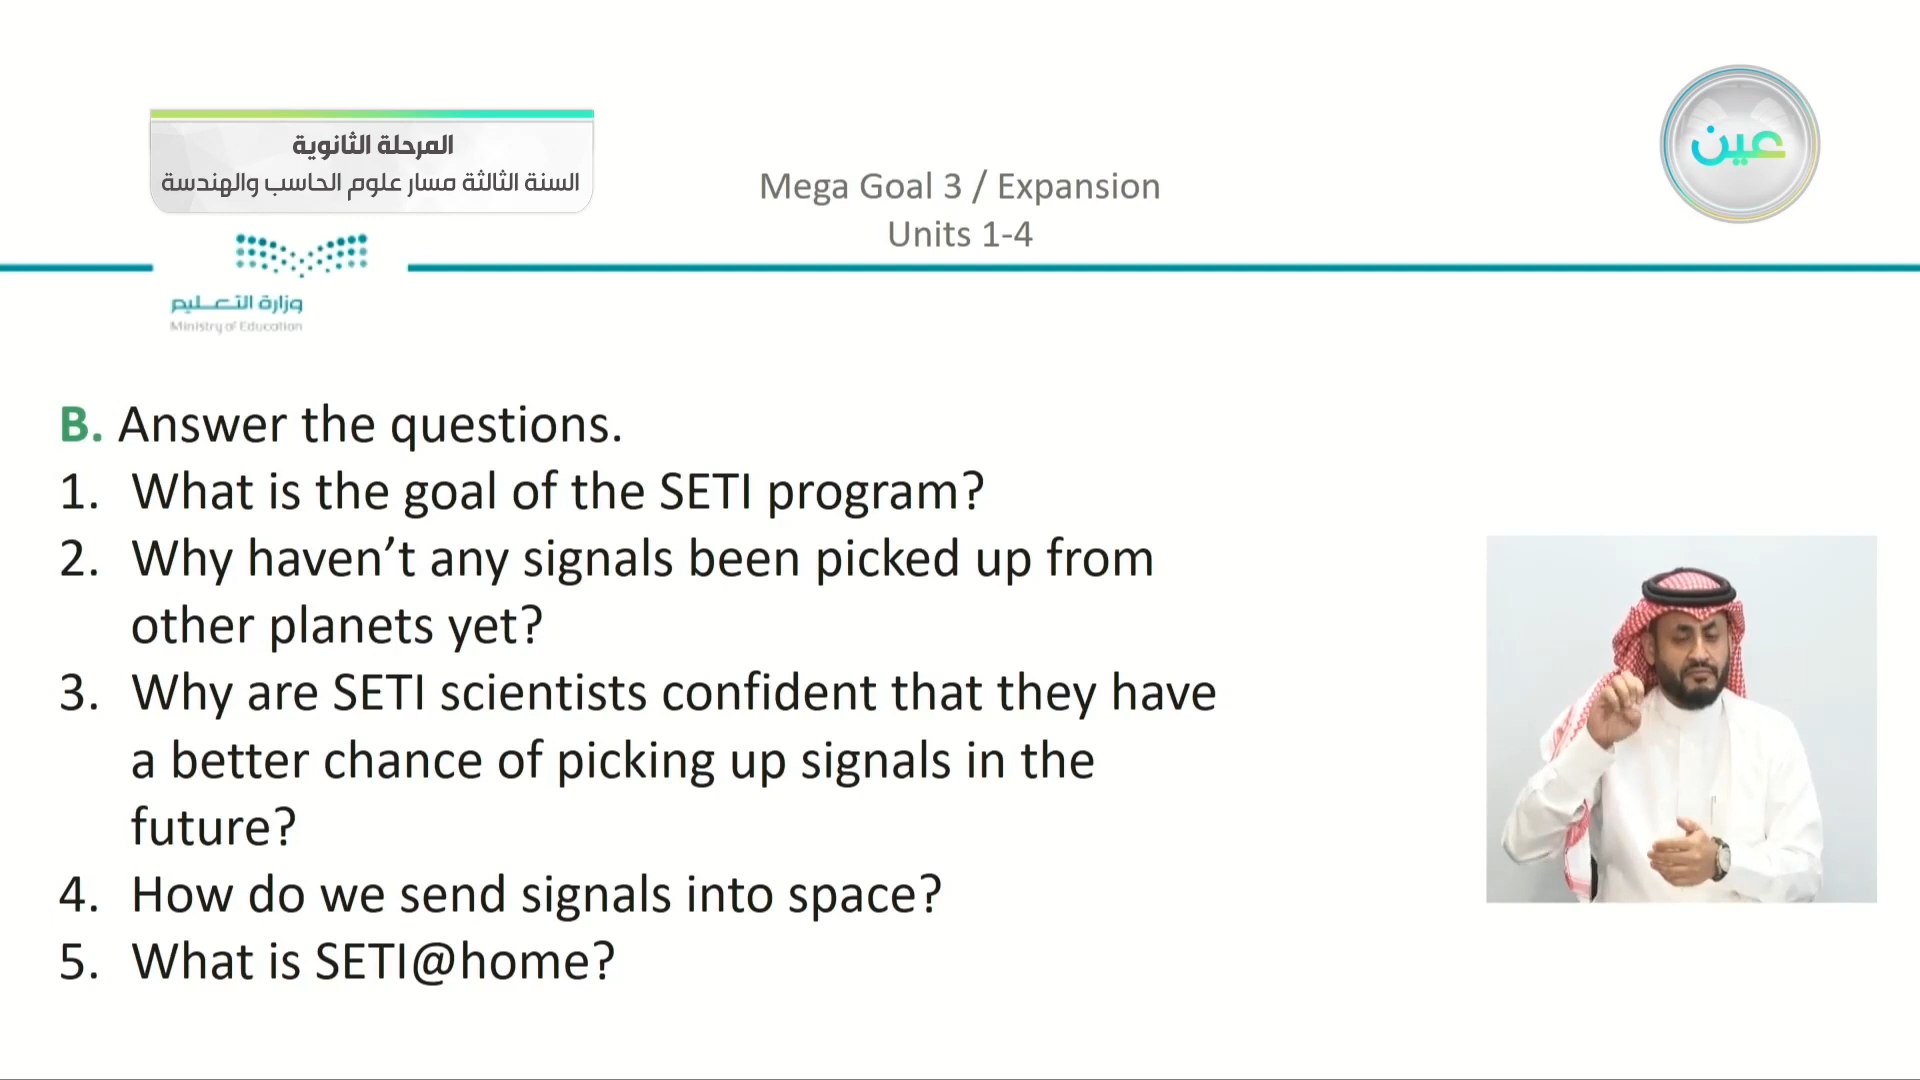 المرحلة الثانوية
السنة الثالثة مسار علوم الحاسب والهندسة
Mega Goal 3 / Expansion
Units 1-4
عين
وزارة التعليم
Ministry of Education
B. Answer the questions.
1. What is the goal of the SETI program?
2. Why haven’t any signals been picked up from
other planets yet?
3. Why are SETI scientists confident that they have
a better chance of picking up signals in the
future?
4. How do we send signals into space?
5. What is SETI@home?